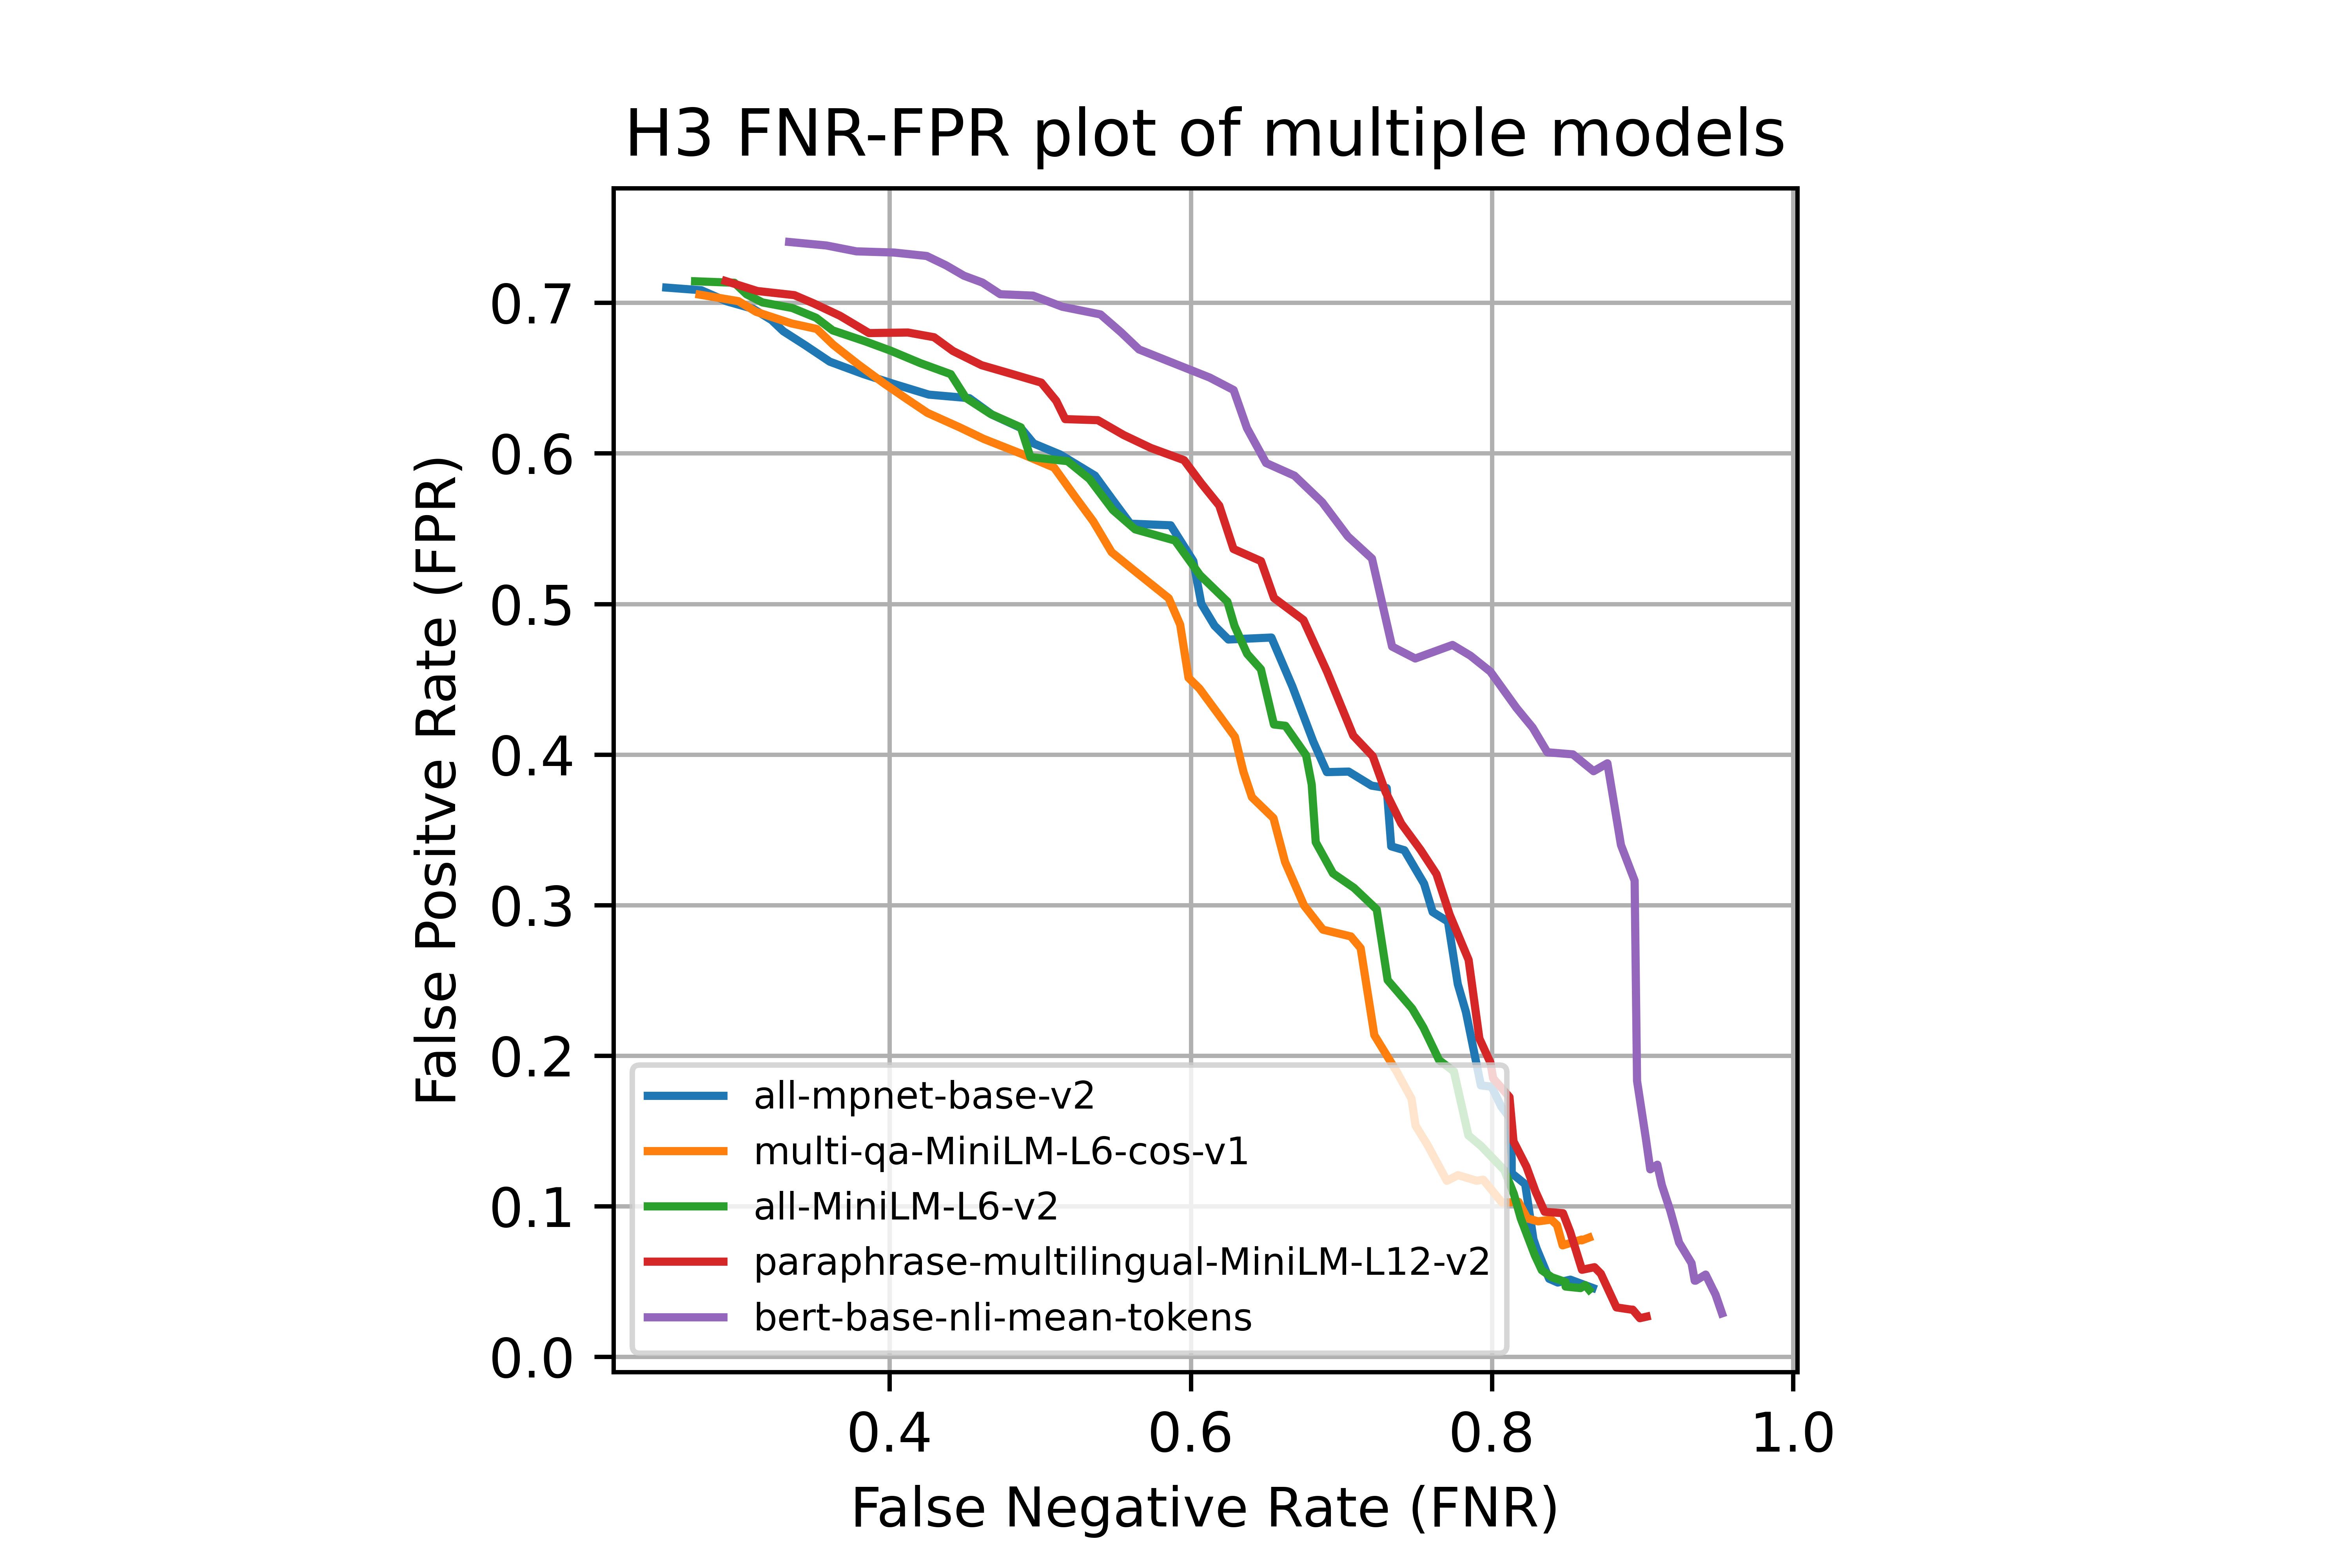 H3 FNR-FPR plot of multiple models
False Positve Rate (FPR)
0.7
0.6
0.5
0.4
0.3
0.2
0.1
0.0
all-mpnet-base-v2
multi-qa-MiniLM-L6-cos-v1
all-MiniLM-L6-v2
paraphrase-multilingual-MiniLM-L12-v2
bert-base-nli-mean-tokens
0.4 0.6 0.8 1.0
False Negative Rate (FNR)